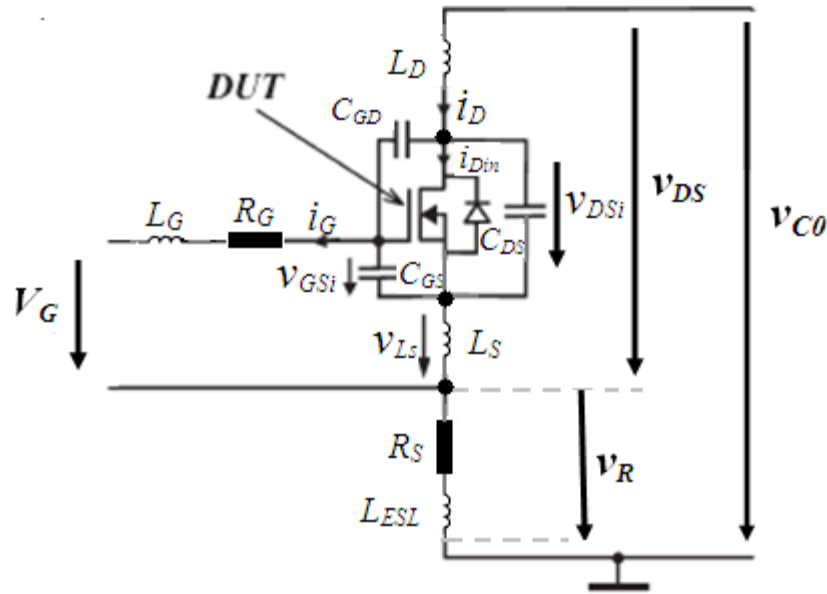 L_D
DUT
C_GD
i_D
i_Din
v_DS
v_DSi
v_C0
L_G
R_G
i_G
C_DS
v_GSi
C_GS
V_G
v_Ls
L_S
R_S
v_R
L_ESL